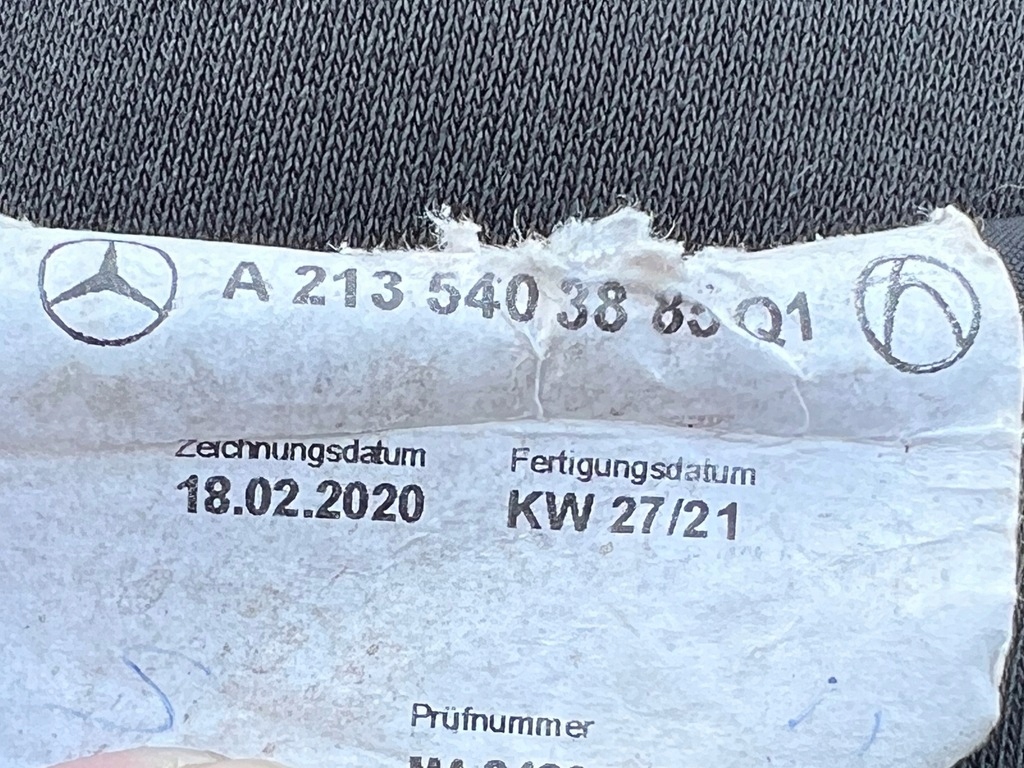 A 213 540 38 Q1
Zeichnungsdatum Fertigungsdatum
18.02.2020 KW 27/21
Prüfnummer